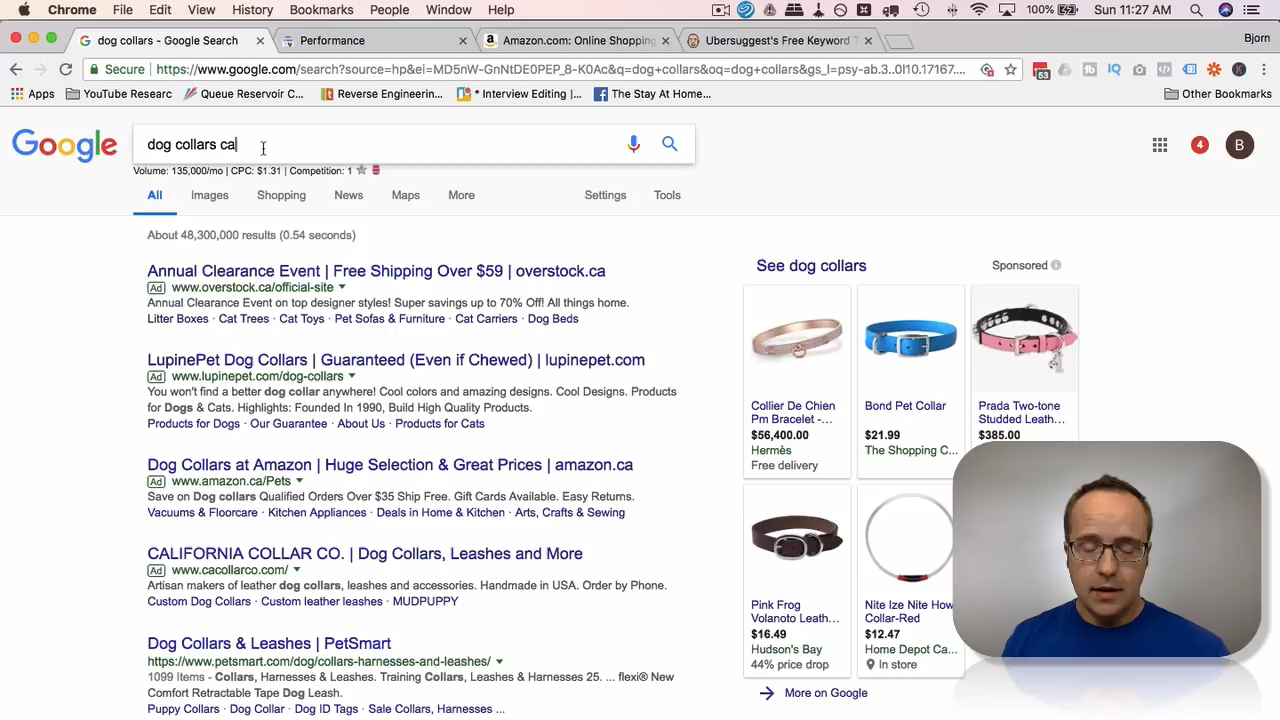 Chrome File Edit View History Bookmarks People Window Help 100% Sun 11:27 AM
dog collars - Google Search Performance Amazon.com: Online Shopping Ubersuggest's Free Keyword T Bjorn
Secure https://www.google.com/search?source=hp&ei=MD5nW-GnNtDE0PEP_8-K0Ac&q=dog+collars&oq=dog+collars&gs_l=psy-ab.3..0l10.17167.... 53
Apps YouTube Researc Queue Reservoir C... Reverse Engineerin... * Interview Editing |... The Stay At Home... Other Bookmarks
Google dog collars ca 4 B
Volume: 135,000/mo | CPC: $1.31 | Competition: 1
All Images Shopping News Maps More Settings Tools
About 48,300,000 results (0.54 seconds)
Annual Clearance Event | Free Shipping Over $59 | overstock.ca
Ad www.overstock.ca/official-site
Annual Clearance Event on top designer styles! Super savings up to 70% Off! All things home.
Litter Boxes · Cat Trees · Cat Toys · Pet Sofas & Furniture · Cat Carriers · Dog Beds
LupinePet Dog Collars | Guaranteed (Even if Chewed) | lupinepet.com
Ad www.lupinepet.com/dog-collars
You won't find a better dog collar anywhere! Cool colors and amazing designs. Cool Designs. Products
for Dogs & Cats. Highlights: Founded In 1990, Build High Quality Products.
Products for Dogs · Our Guarantee · About Us · Products for Cats
Dog Collars at Amazon | Huge Selection & Great Prices | amazon.ca
Ad www.amazon.ca/Pets
Save on Dog collars Qualified Orders Over $35 Ship Free. Gift Cards Available. Easy Returns.
Vacuums & Floorcare · Kitchen Appliances · Deals in Home & Kitchen · Arts, Crafts & Sewing
CALIFORNIA COLLAR CO. | Dog Collars, Leashes and More
Ad www.cacollarco.com/
Artisan makers of leather dog collars, leashes and accessories. Handmade in USA. Order by Phone.
Custom Dog Collars · Custom leather leashes · MUDPUPPY
Dog Collars & Leashes | PetSmart
https://www.petsmart.com/dog/collars-harnesses-and-leashes/
1099 Items - Collars, Harnesses & Leashes. Training Collars, Leashes & Harnesses 25. ... flexi® New
Comfort Retractable Tape Dog Leash.
Puppy Collars · Dog Collar · Dog ID Tags · Sale Collars, Harnesses ...
See dog collars Sponsored
Collier De Chien
Pm Bracelet -...
$56,400.00
Hermès
Free delivery
Bond Pet Collar
$21.99
The Shopping C...
Prada Two-tone
Studded Leath...
$385.00
Pink Frog
Volanoto Leath...
$16.49
Hudson's Bay
44% price drop
Nite Ize Nite How
Collar-Red
$12.47
Home Depot Ca...
In store
More on Google